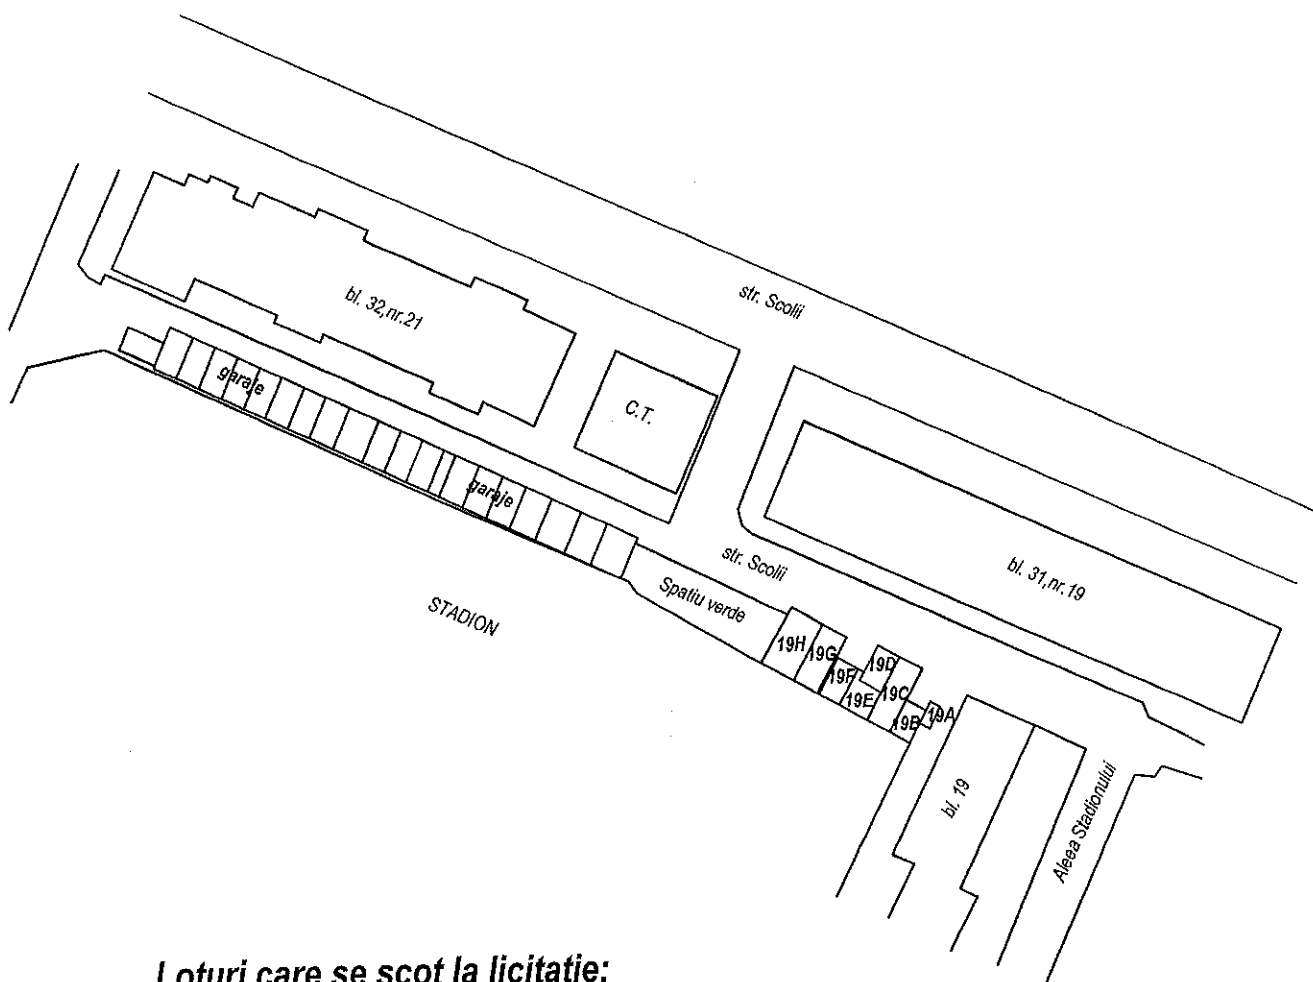 str. Scolii
bl. 32,nr.21
garaje
C.T.
garaje
str. Scolii
bl. 31,nr.19
Spatiu verde
STADION
19H
19G
19F
19E
19D
19C
19B
19A
bl. 19
Aleea Stadionului
Loturi care se scot la licitatie: